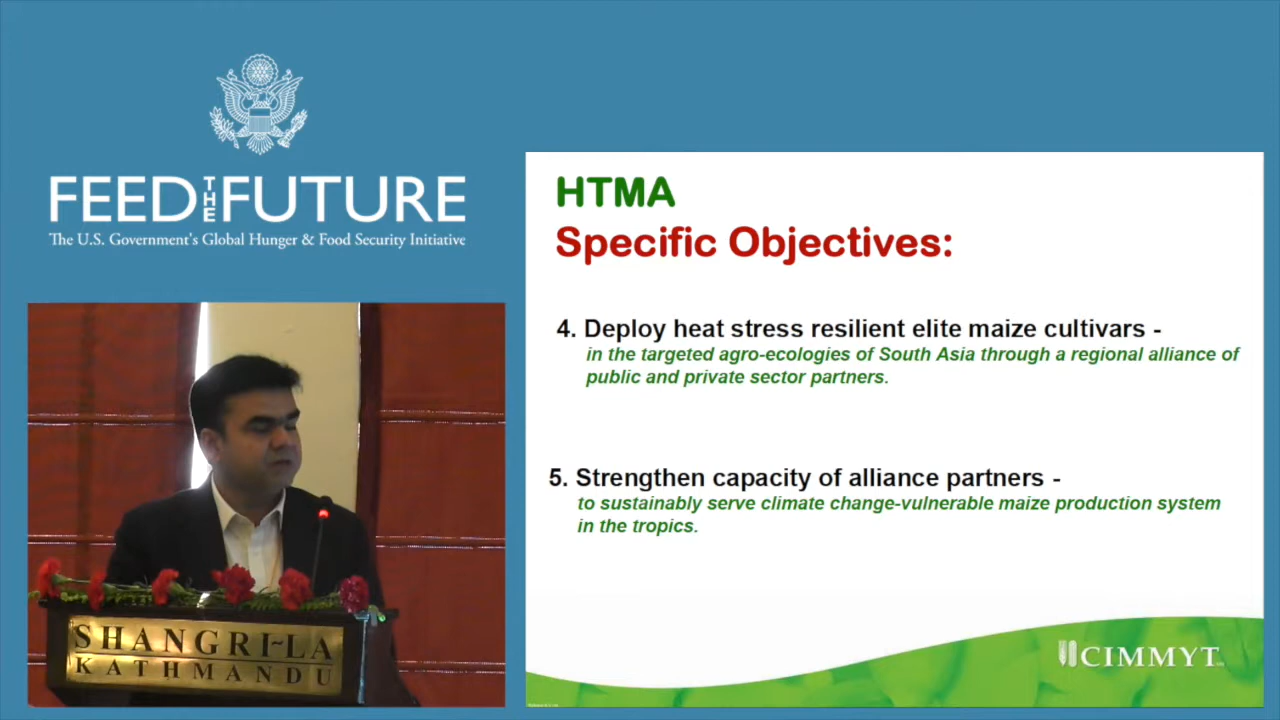 FEED THE FUTURE
The U.S. Government's Global Hunger & Food Security Initiative
HTMA
Specific Objectives:
4. Deploy heat stress resilient elite maize cultivars -
in the targeted agro-ecologies of South Asia through a regional alliance of
public and private sector partners.
5. Strengthen capacity of alliance partners -
to sustainably serve climate change-vulnerable maize production system
in the tropics.
CIMMYT
SHANGRI~LA
KATHMANDU